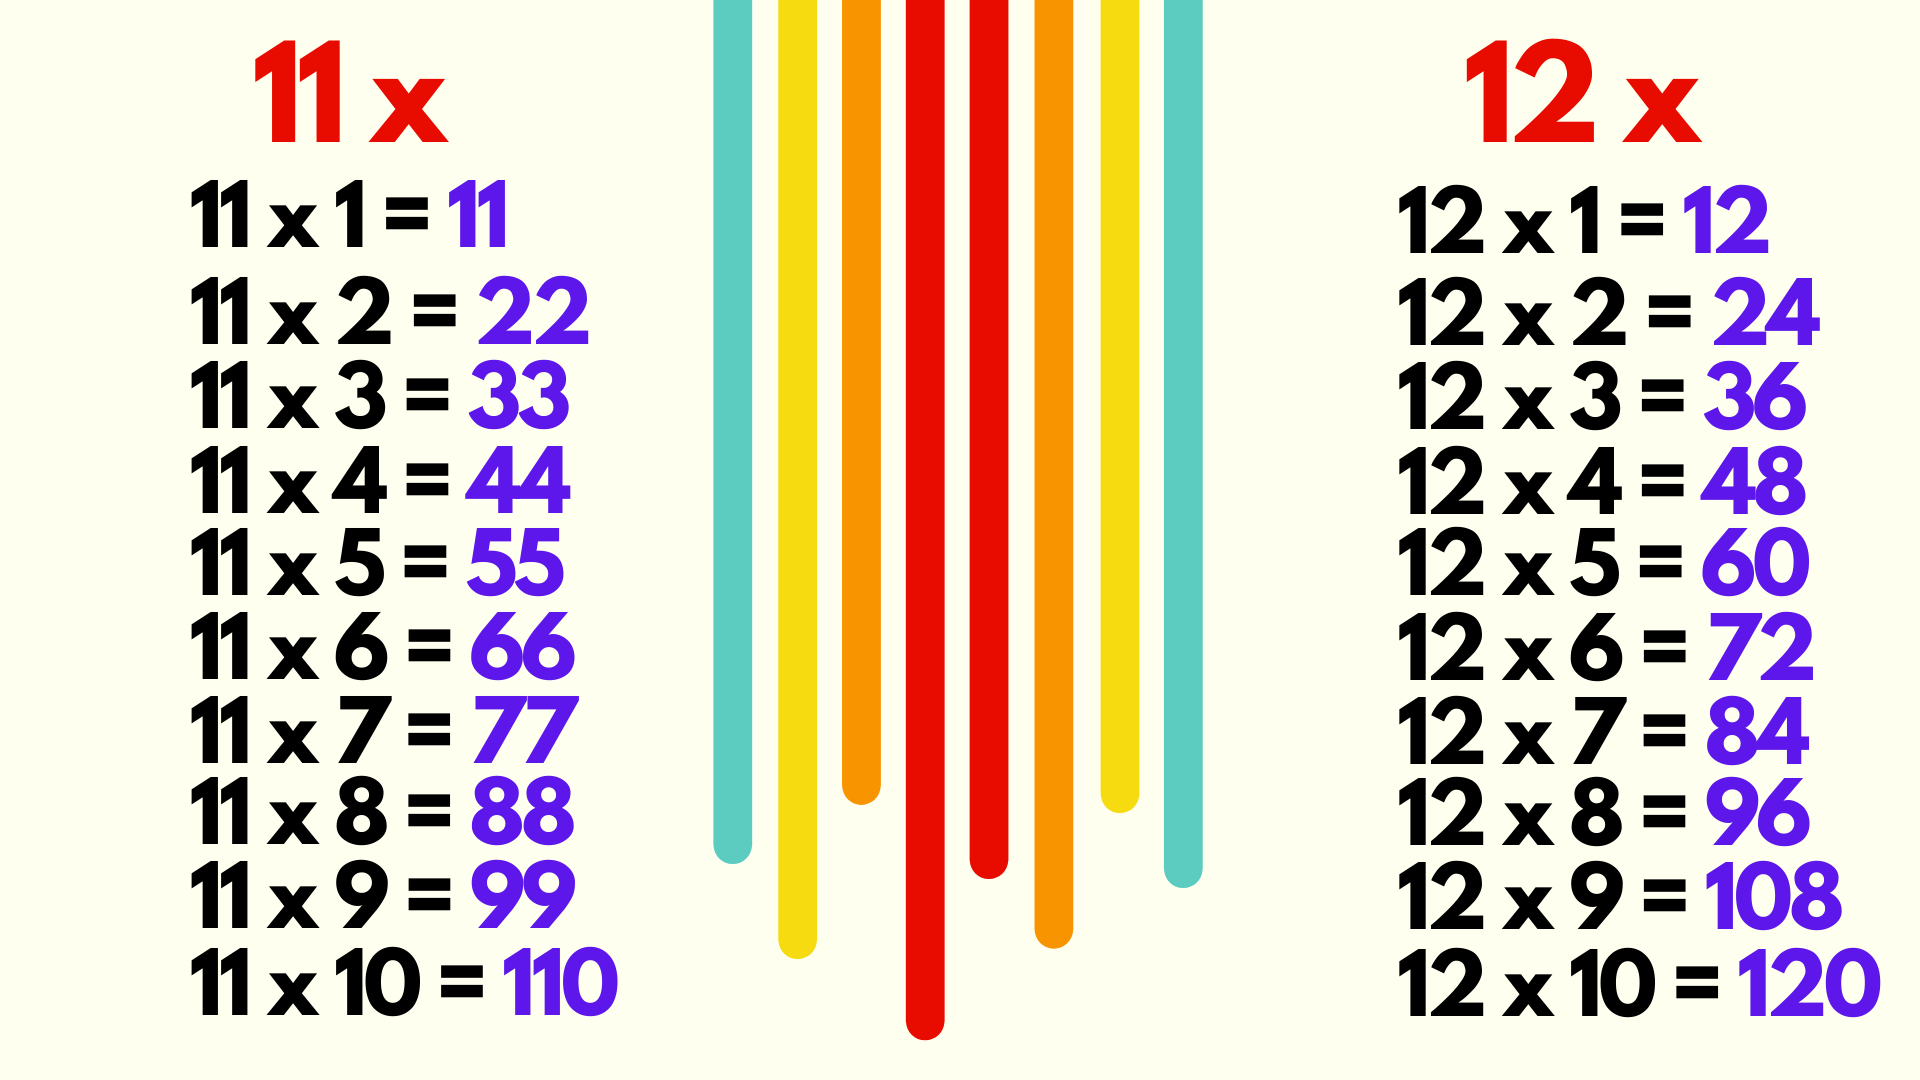 11 x
11 x 1 = 11
11 x 2 = 22
11 x 3 = 33
11 x 4 = 44
11 x 5 = 55
11 x 6 = 66
11 x 7 = 77
11 x 8 = 88
11 x 9 = 99
11 x 10 = 110
12 x
12 x 1 = 12
12 x 2 = 24
12 x 3 = 36
12 x 4 = 48
12 x 5 = 60
12 x 6 = 72
12 x 7 = 84
12 x 8 = 96
12 x 9 = 108
12 x 10 = 120